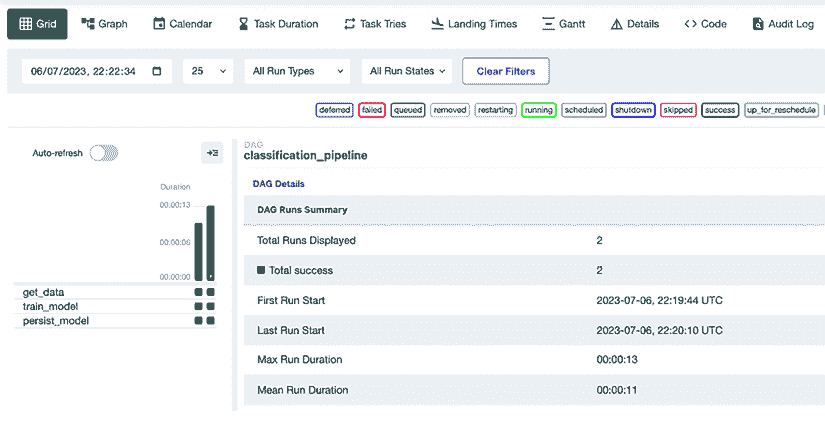 Grid Graph Calendar Task Duration Task Tries Landing Times Gantt Details Code Audit Log
06/07/2023, 22:22:34 25 All Run Types All Run States Clear Filters
deferred failed queued removed restarting running scheduled shutdown skipped success up_for_reschedule
Auto-refresh
Duration
00:00:13
00:00:06
00:00:00
get_data
train_model
persist_model
DAG
classification_pipeline
DAG Details
DAG Runs Summary
Total Runs Displayed 2
Total success 2
First Run Start 2023-07-06, 22:19:44 UTC
Last Run Start 2023-07-06, 22:20:10 UTC
Max Run Duration 00:00:13
Mean Run Duration 00:00:11